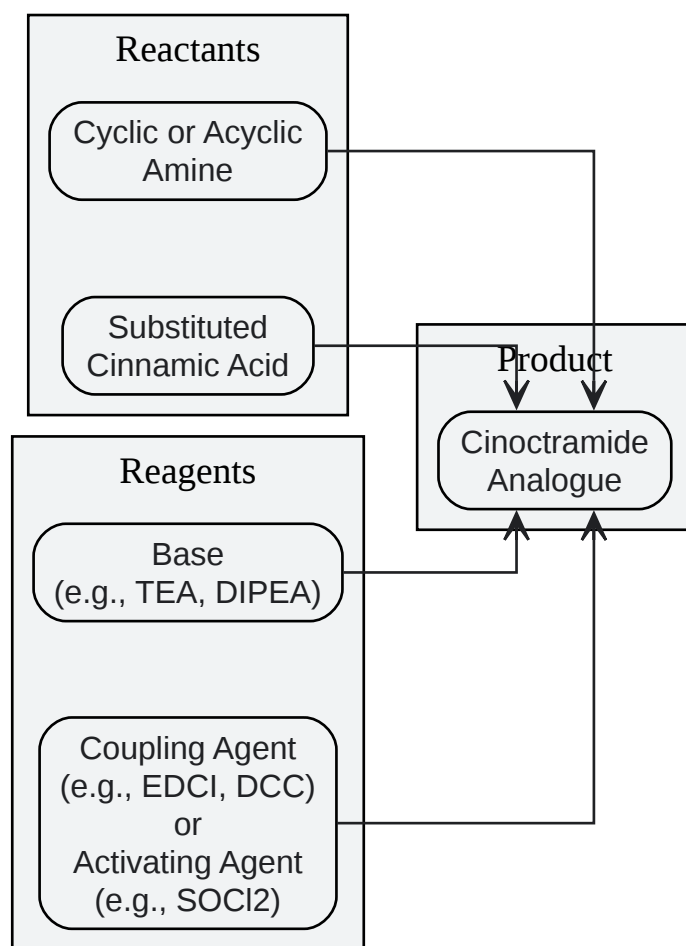 Reactants
Cyclic or Acyclic
Amine
Substituted
Cinnamic Acid
Product
Cinoctramide
Analogue
Reagents
Base
(e.g., TEA, DIPEA)
Coupling Agent
(e.g., EDCI, DCC)
or
Activating Agent
(e.g., SOCl2)